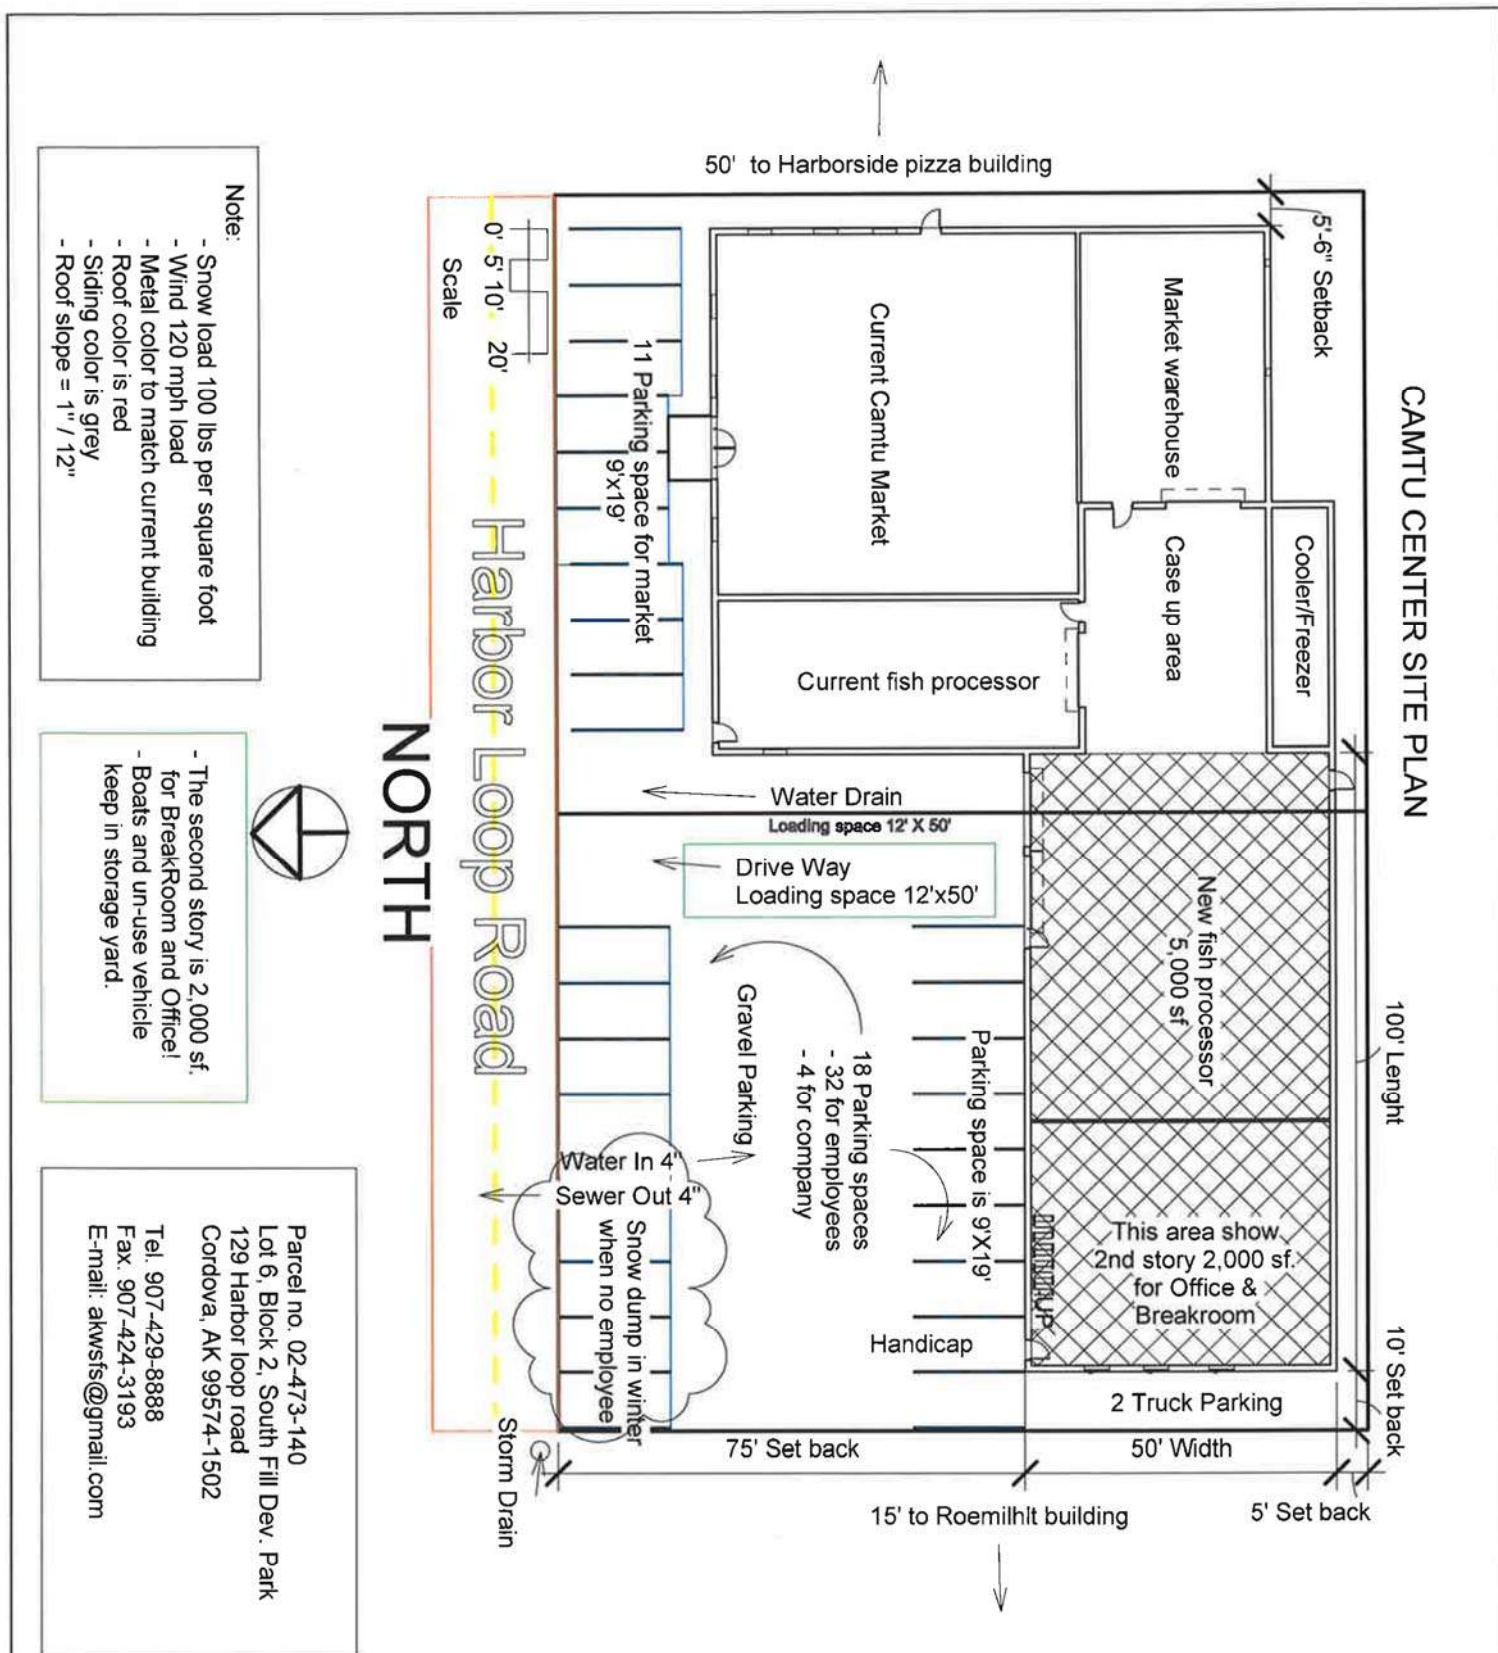 CAMTU CENTER SITE PLAN
50' to Harborside pizza building
5'-6" Setback
Market warehouse
Current Camtu Market
Cooler/Freezer
Case up area
Current fish processor
11 Parking space for market
9'x19'
0' 5' 10' 20'
Scale
Harbor Loop Road
NORTH
Water Drain
Loading space 12' X 50'
Drive Way
Loading space 12'x50'
New fish processor
5,000 sf
100' Lenght
Parking space is 9'X19'
18 Parking spaces
- 32 for employees
- 4 for company
Gravel Parking
Water In 4"
Sewer Out 4"
Snow dump in winter
when no employee
This area show
2nd story 2,000 sf.
for Office &
Breakroom
UP
Handicap
2 Truck Parking
10' Set back
75' Set back
50' Width
5' Set back
15' to Roemilhlt building
Storm Drain
Note:
- Snow load 100 lbs per square foot
- Wind 120 mph load
- Metal color to match current building
- Roof color is red
- Siding color is grey
- Roof slope = 1" / 12"
- The second story is 2,000 sf.
for BreakRoom and Office!
- Boats and un-use vehicle
keep in storage yard.
Parcel no. 02-473-140
Lot 6, Block 2, South Fill Dev. Park
129 Harbor loop road
Cordova, AK 99574-1502
Tel. 907-429-8888
Fax. 907-424-3193
E-mail: akwsfs@gmail.com